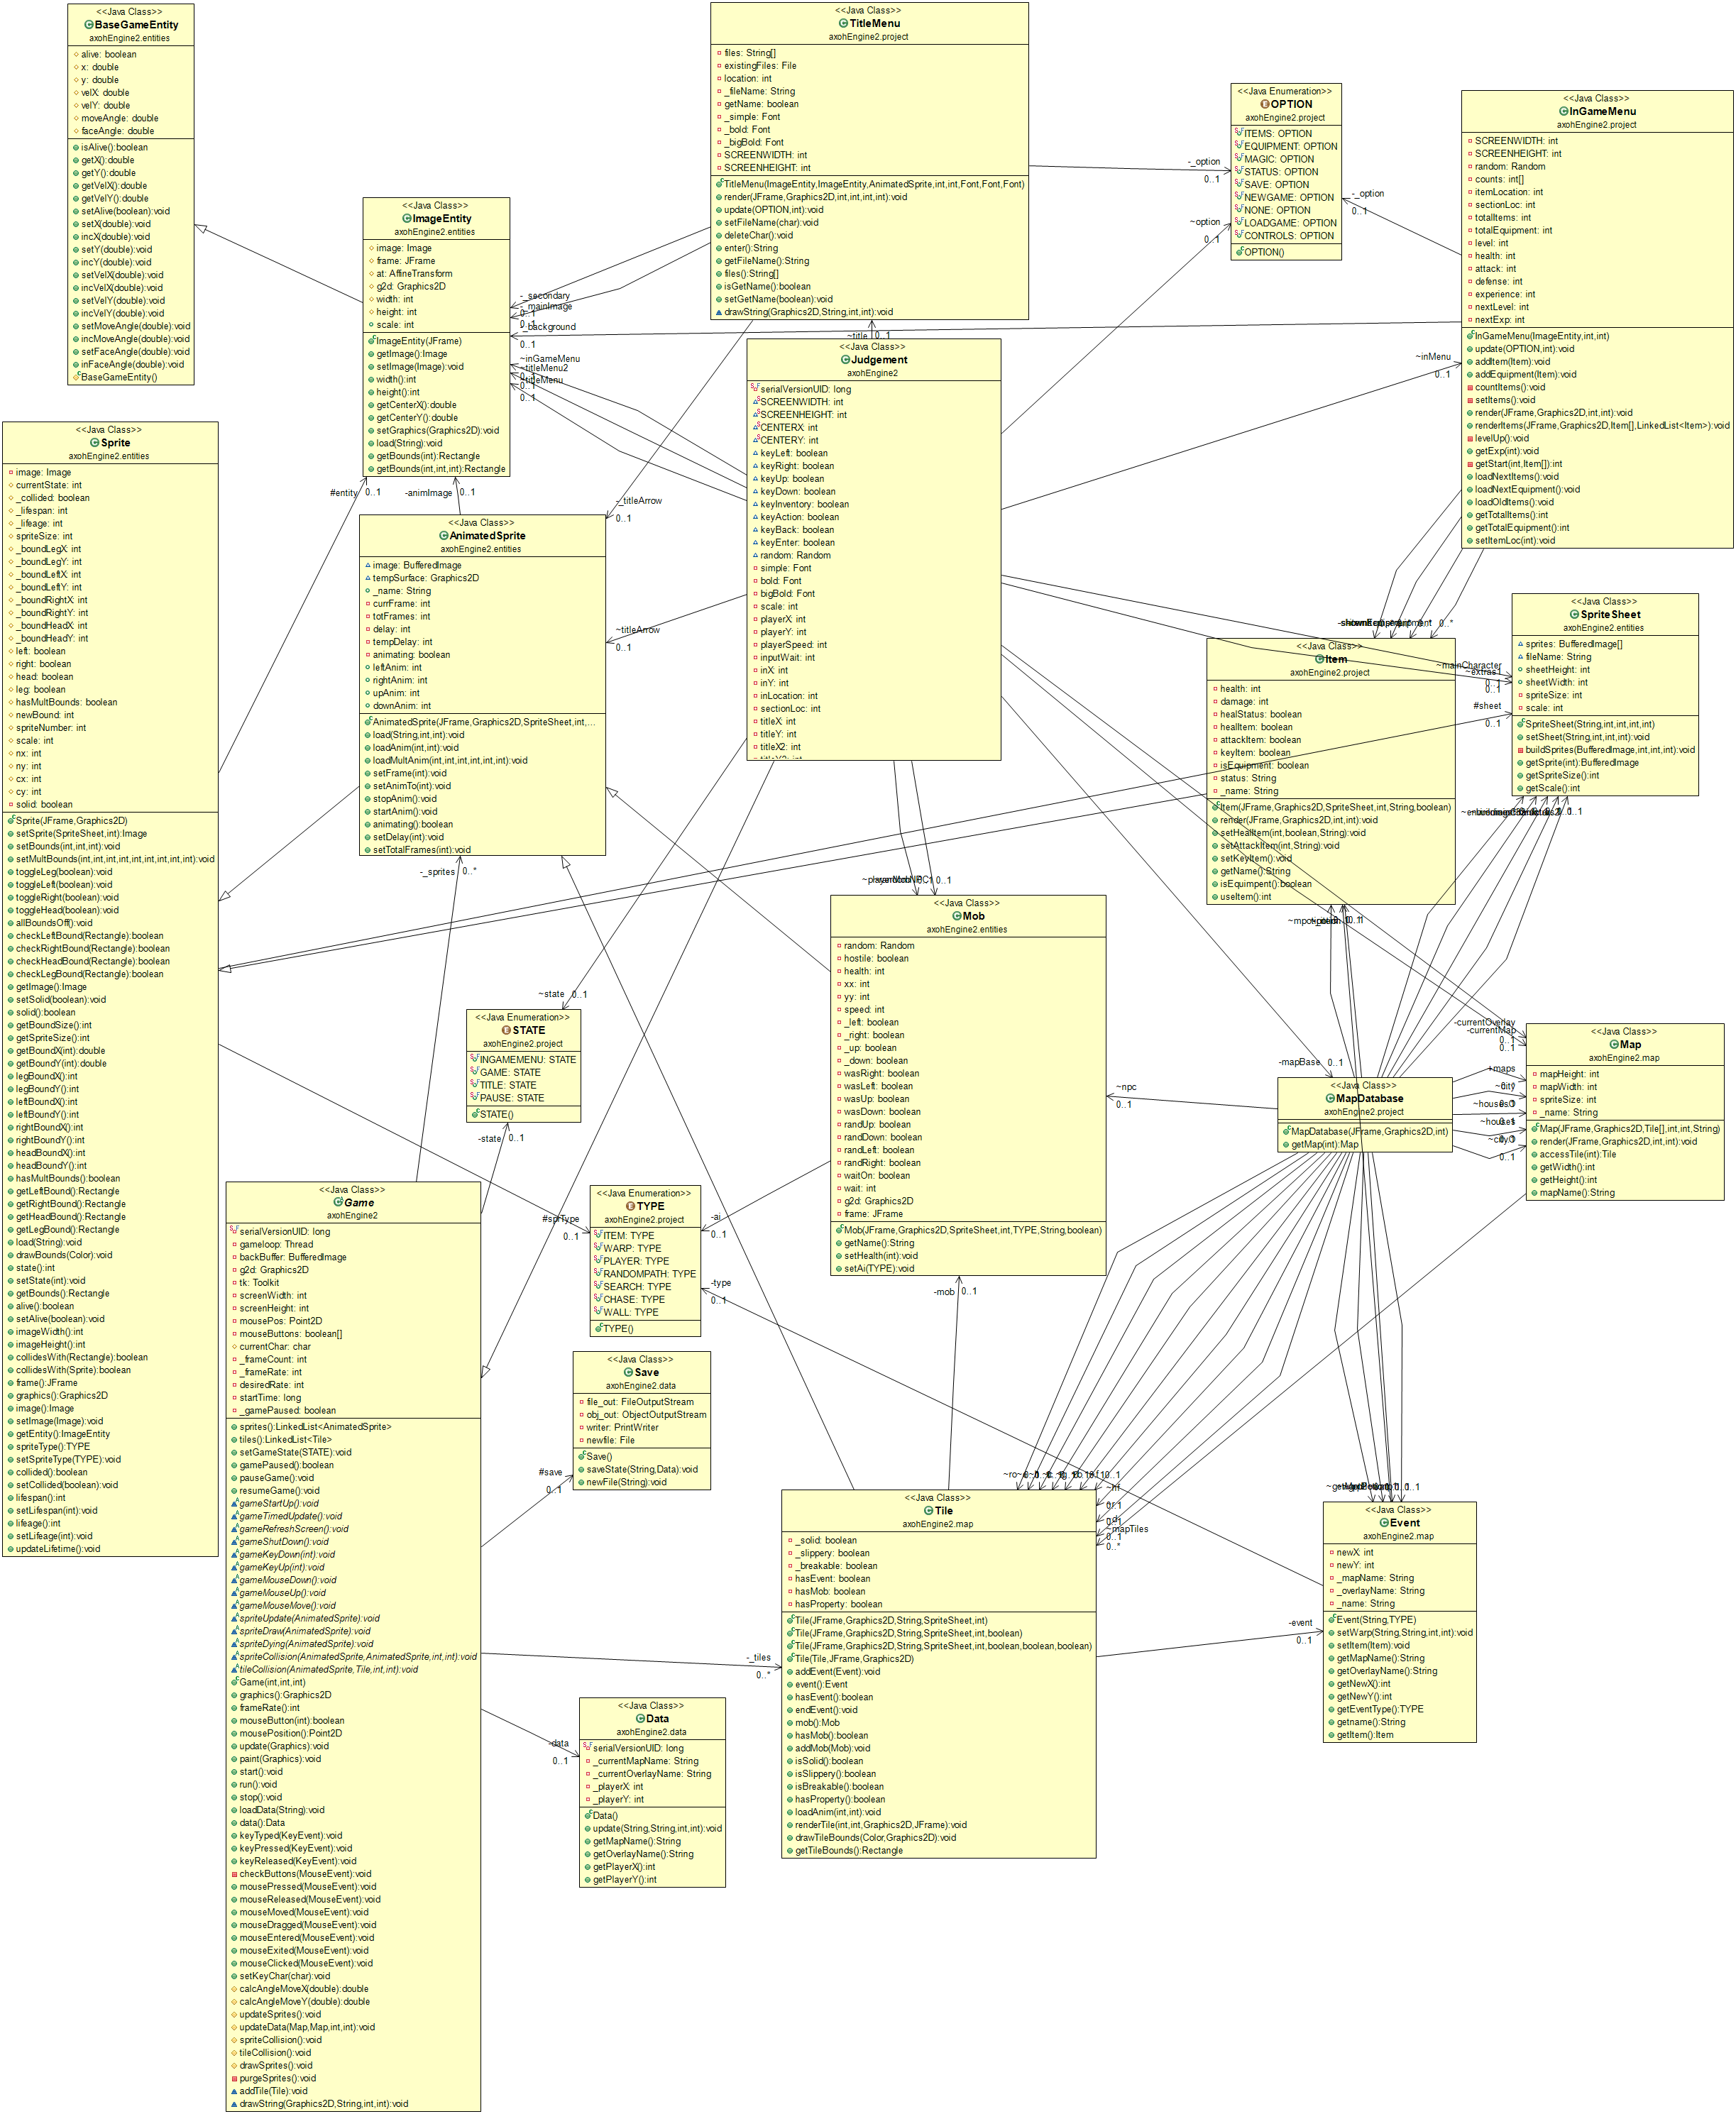 <<Java Class>>
BaseGameEntity
axohEngine2.entities
alive: boolean
x: double
y: double
velX: double
velY: double
moveAngle: double
faceAngle: double
isAlive():boolean
getX():double
getY():double
getVelX():double
getVelY():double
setAlive(boolean):void
setX(double):void
incX(double):void
setY(double):void
incY(double):void
setVelX(double):void
incVelX(double):void
setVelY(double):void
incVelY(double):void
setMoveAngle(double):void
incMoveAngle(double):void
setFaceAngle(double):void
inFaceAngle(double):void
BaseGameEntity()
<<Java Class>>
ImageEntity
axohEngine2.entities
image: Image
frame: JFrame
at: AffineTransform
g2d: Graphics2D
width: int
height: int
scale: int
ImageEntity(JFrame)
getImage():Image
setImage(Image):void
width():int
height():int
getCenterX():double
getCenterY():double
setGraphics(Graphics2D):void
load(String):void
getBounds(int):Rectangle
getBounds(int,int,int):Rectangle
<<Java Class>>
TitleMenu
axohEngine2.project
files: String[]
existingFiles: File
location: int
_fileName: String
getName: boolean
_simple: Font
_bold: Font
_bigBold: Font
SCREENWIDTH: int
SCREENHEIGHT: int
TitleMenu(ImageEntity,ImageEntity,AnimatedSprite,int,int,Font,Font,Font)
render(JFrame,Graphics2D,int,int,int,int):void
update(OPTION,int):void
setFileName(char):void
deleteChar():void
enter():String
getFileName():String
files():String[]
isGetName():boolean
setGetName(boolean):void
drawString(Graphics2D,String,int,int):void
<<Java Enumeration>>
OPTION
axohEngine2.project
ITEMS: OPTION
EQUIPMENT: OPTION
MAGIC: OPTION
STATUS: OPTION
SAVE: OPTION
NEWGAME: OPTION
NONE: OPTION
LOADGAME: OPTION
CONTROLS: OPTION
OPTION()
<<Java Class>>
InGameMenu
axohEngine2.project
SCREENWIDTH: int
SCREENHEIGHT: int
random: Random
counts: int[]
itemLocation: int
sectionLoc: int
totalItems: int
totalEquipment: int
level: int
health: int
attack: int
defense: int
experience: int
nextLevel: int
nextExp: int
InGameMenu(ImageEntity,int,int)
update(OPTION,int):void
addItem(Item):void
addEquipment(Item):void
countItems():void
setItems():void
render(JFrame,Graphics2D,int,int):void
renderItems(JFrame,Graphics2D,Item[],LinkedList<Item>):void
levelUp():void
getExp(int):void
getStart(int,Item[]):int
loadNextItems():void
loadNextEquipment():void
loadOldItems():void
getTotalItems():int
getTotalEquipment():int
setItemLoc(int):void
-_option
0..1
-_option
0..1
~option
0..1
-_secondary
-_mainImage
0..1
-_background
0..1
~title 0..1
~inGameMenu
~titleMenu2
~titleMenu
0..1
~inMenu
0..1
<<Java Class>>
Sprite
axohEngine2.entities
image: Image
currentState: int
_collided: boolean
_lifespan: int
_lifeage: int
spriteSize: int
_boundLegX: int
_boundLegY: int
_boundLeftX: int
_boundLeftY: int
_boundRightX: int
_boundRightY: int
_boundHeadX: int
_boundHeadY: int
left: boolean
right: boolean
head: boolean
leg: boolean
hasMultBounds: boolean
newBound: int
spriteNumber: int
scale: int
nx: int
ny: int
cx: int
cy: int
solid: boolean
Sprite(JFrame,Graphics2D)
setSprite(SpriteSheet,int):Image
setBounds(int,int,int):void
setMultBounds(int,int,int,int,int,int,int,int,int):void
toggleLeg(boolean):void
toggleLeft(boolean):void
toggleRight(boolean):void
toggleHead(boolean):void
allBoundsOff():void
checkLeftBound(Rectangle):boolean
checkRightBound(Rectangle):boolean
checkHeadBound(Rectangle):boolean
checkLegBound(Rectangle):boolean
getImage():Image
setSolid(boolean):void
solid():boolean
getBoundSize():int
getSpriteSize():int
getBoundX(int):double
getBoundY(int):double
legBoundX():int
legBoundY():int
leftBoundX():int
leftBoundY():int
rightBoundX():int
rightBoundY():int
headBoundX():int
headBoundY():int
hasMultBounds():boolean
getLeftBound():Rectangle
getRightBound():Rectangle
getHeadBound():Rectangle
getLegBound():Rectangle
load(String):void
drawBounds(Color):void
state():int
setState(int):void
getBounds():Rectangle
alive():boolean
setAlive(boolean):void
imageWidth():int
imageHeight():int
collidesWith(Rectangle):boolean
collidesWith(Sprite):boolean
frame():JFrame
graphics():Graphics2D
image():Image
setImage(Image):void
getEntity():ImageEntity
spriteType():TYPE
setSpriteType(TYPE):void
collided():boolean
setCollided(boolean):void
lifespan():int
setLifespan(int):void
lifeage():int
setLifeage(int):void
updateLifetime():void
#entity 0..1
-animImage 0..1
<<Java Class>>
AnimatedSprite
axohEngine2.entities
image: BufferedImage
tempSurface: Graphics2D
_name: String
currFrame: int
totFrames: int
delay: int
tempDelay: int
animating: boolean
leftAnim: int
rightAnim: int
upAnim: int
downAnim: int
AnimatedSprite(JFrame,Graphics2D,SpriteSheet,int,...
load(String,int):void
loadAnim(int,int):void
loadMultAnim(int,int,int,int,int):void
setFrame(int):void
setAnimTo(int):void
stopAnim():void
startAnim():void
animating():boolean
setDelay(int):void
setTotalFrames(int):void
-_titleArrow
0..1
~titleArrow
0..1
-_sprites 0..*
<<Java Class>>
Judgement
axohEngine2
serialVersionUID: long
SCREENWIDTH: int
SCREENHEIGHT: int
CENTERX: int
CENTERY: int
keyLeft: boolean
keyRight: boolean
keyUp: boolean
keyDown: boolean
keyInventory: boolean
keyAction: boolean
keyBack: boolean
keyEnter: boolean
random: Random
simple: Font
bold: Font
bigBold: Font
scale: int
playerX: int
playerY: int
playerSpeed: int
inputWait: int
inX: int
inY: int
inLocation: int
sectionLoc: int
titleX: int
titleY: int
titleX2: int
<<Java Class>>
Item
axohEngine2.project
health: int
damage: int
healStatus: boolean
healItem: boolean
attackItem: boolean
keyItem: boolean
isEquipment: boolean
status: String
_name: String
Item(JFrame,Graphics2D,SpriteSheet,int,String,boolean)
render(JFrame,Graphics2D,int,int):void
setHealItem(int,boolean,String):void
setAttackItem(int,String):void
setKeyItem():void
getName():String
isEquimpent():boolean
useItem():int
0..*
<<Java Class>>
SpriteSheet
axohEngine2.entities
sprites: BufferedImage[]
fileName: String
sheetHeight: int
sheetWidth: int
spriteSize: int
scale: int
SpriteSheet(String,int,int,int,int)
setSheet(String,int,int,int):void
buildSprites(BufferedImage,int,int,int):void
getSprite(int):BufferedImage
getSpriteSize():int
getScale():int
~mainCharacter
~extras1
0..1
#sheet
0..1
0..1
<<Java Class>>
Mob
axohEngine2.entities
random: Random
hostile: boolean
health: int
xx: int
yy: int
speed: int
_left: boolean
_right: boolean
_up: boolean
_down: boolean
wasRight: boolean
wasLeft: boolean
wasUp: boolean
wasDown: boolean
randUp: boolean
randDown: boolean
randLeft: boolean
randRight: boolean
waitOn: boolean
wait: int
g2d: Graphics2D
frame: JFrame
Mob(JFrame,Graphics2D,SpriteSheet,int,TYPE,String,boolean)
getName():String
setHealth(int):void
setAi(TYPE):void
0..1
~npc
0..1
~state 0..1
<<Java Enumeration>>
STATE
axohEngine2.project
INGAMEMENU: STATE
GAME: STATE
TITLE: STATE
PAUSE: STATE
STATE()
-state 0..1
-mapBase 0..1
<<Java Class>>
MapDatabase
axohEngine2.project
MapDatabase(JFrame,Graphics2D,int)
getMap(int):Map
-currentOverlay
-currentMap
0..1
0..1
+maps
~city
~houses
~city
0..1
<<Java Class>>
Map
axohEngine2.map
mapHeight: int
mapWidth: int
spriteSize: int
_name: String
Map(JFrame,Graphics2D,Tile[],int,int,String)
render(JFrame,Graphics2D,int,int):void
accessTile(int):Tile
getWidth():int
getHeight():int
mapName():String
<<Java Enumeration>>
TYPE
axohEngine2.project
ITEM: TYPE
WARP: TYPE
PLAYER: TYPE
RANDOMPATH: TYPE
SEARCH: TYPE
CHASE: TYPE
WALL: TYPE
TYPE()
#sprType
0..1
-ai
0..1
-type
0..1
-mob 0..1
<<Java Class>>
Game
axohEngine2
serialVersionUID: long
gameloop: Thread
backBuffer: BufferedImage
g2d: Graphics2D
tk: Toolkit
screenWidth: int
screenHeight: int
mousePos: Point2D
mouseButtons: boolean[]
currentChar: char
_frameCount: int
_frameRate: int
desiredRate: int
startTime: long
_gamePaused: boolean
sprites():LinkedList<AnimatedSprite>
tiles():LinkedList<Tile>
setGameState(STATE):void
gamePaused():boolean
pauseGame():void
resumeGame():void
gameStartUp():void
gameTimedUpdate():void
gameRefreshScreen():void
gameShutDown():void
gameKeyDown(int):void
gameKeyUp(int):void
gameMouseDown():void
gameMouseUp():void
gameMouseMove():void
spriteUpdate(AnimatedSprite):void
spriteDraw(AnimatedSprite):void
spriteDying(AnimatedSprite):void
spriteCollision(AnimatedSprite,AnimatedSprite,int,int):void
tileCollision(AnimatedSprite,Tile,int,int):void
Game(int,int,int)
graphics():Graphics2D
frameRate():int
mouseButton(int):boolean
mousePosition():Point2D
update(Graphics):void
paint(Graphics):void
start():void
run():void
stop():void
loadData(String):void
data():Data
keyTyped(KeyEvent):void
keyPressed(KeyEvent):void
keyReleased(KeyEvent):void
checkButtons(MouseEvent):void
mousePressed(MouseEvent):void
mouseReleased(MouseEvent):void
mouseMoved(MouseEvent):void
mouseDragged(MouseEvent):void
mouseEntered(MouseEvent):void
mouseExited(MouseEvent):void
mouseClicked(MouseEvent):void
setKeyChar(char):void
calcAngleMoveX(double):double
calcAngleMoveY(double):double
updateSprites():void
updateData(Map,Map,int,int):void
spriteCollision():void
tileCollision():void
drawSprites():void
purgeSprites():void
addTile(Tile):void
drawString(Graphics2D,String,int,int):void
<<Java Class>>
Save
axohEngine2.data
file_out: FileOutputStream
obj_out: ObjectOutputStream
writer: PrintWriter
newfile: File
Save()
saveState(String,Data):void
newFile(String):void
#save
0..1
-_tiles
0..*
-data
0..1
<<Java Class>>
Data
axohEngine2.data
serialVersionUID: long
_currentMapName: String
_currentOverlayName: String
_playerX: int
_playerY: int
Data()
update(String,String,int,int):void
getMapName():String
getOverlayName():String
getPlayerX():int
getPlayerY():int
<<Java Class>>
Tile
axohEngine2.map
_solid: boolean
_slippery: boolean
_breakable: boolean
hasEvent: boolean
hasMob: boolean
hasProperty: boolean
Tile(JFrame,Graphics2D,String,SpriteSheet,int)
Tile(JFrame,Graphics2D,String,SpriteSheet,int,boolean)
Tile(JFrame,Graphics2D,String,SpriteSheet,int,boolean,boolean,boolean)
Tile(Tile,JFrame,Graphics2D)
addEvent(Event):void
event():Event
hasEvent():boolean
endEvent():void
mob():Mob
hasMob():boolean
addMob(Mob):void
isSolid():boolean
isSlippery():boolean
isBreakable():boolean
hasProperty():boolean
loadAnim(int,int):void
renderTile(int,int,Graphics2D,JFrame):void
drawTileBounds(Color,Graphics2D):void
getTileBounds():Rectangle
~mapTiles
0..*
-event
0..1
<<Java Class>>
Event
axohEngine2.map
newX: int
newY: int
_mapName: String
_overlayName: String
_name: String
Event(String,TYPE)
setWarp(String,String,int,int):void
setItem(Item):void
getMapName():String
getOverlayName():String
getNewX():int
getNewY():int
getEventType():TYPE
getname():String
getItem():Item